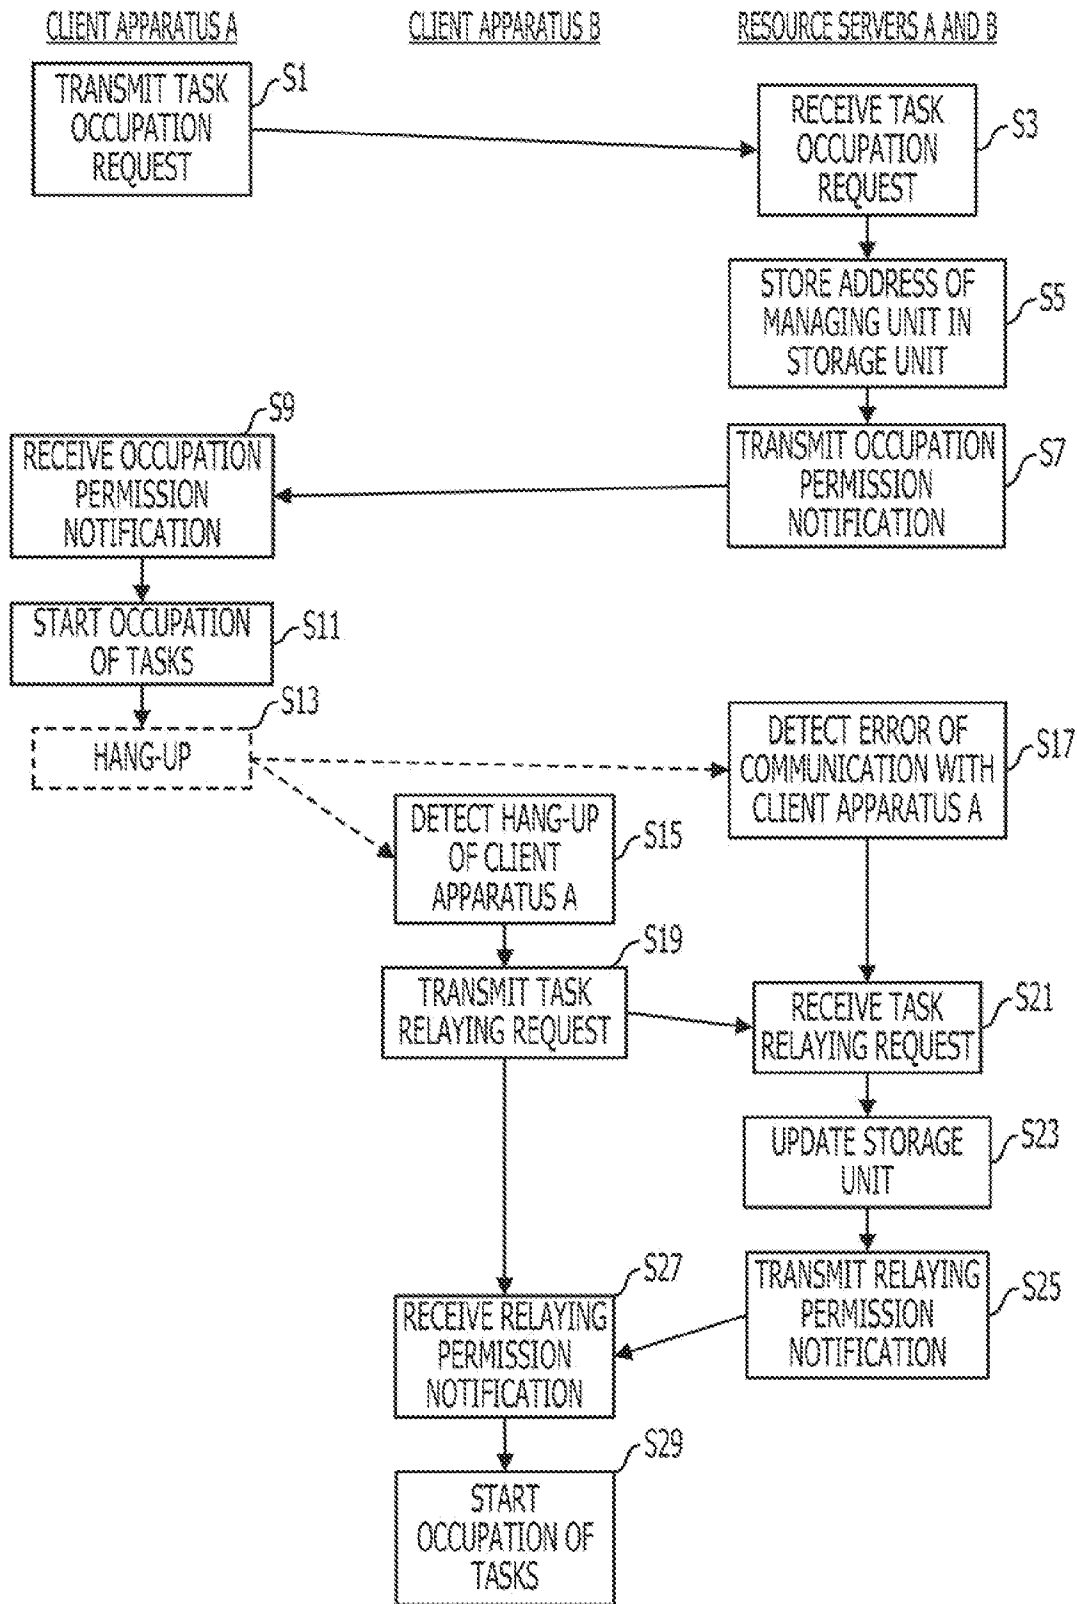 CLIENT APPARATUS A
CLIENT APPARATUS B
RESOURCE SERVERS A AND B
TRANSMIT TASK
OCCUPATION
REQUEST
S1
RECEIVE TASK
OCCUPATION
REQUEST
S3
STORE ADDRESS OF
MANAGING UNIT IN
STORAGE UNIT
S5
TRANSMIT OCCUPATION
PERMISSION
NOTIFICATION
S7
RECEIVE OCCUPATION
PERMISSION
NOTIFICATION
S9
START OCCUPATION
OF TASKS
S11
HANG-UP
S13
DETECT ERROR OF
COMMUNICATION WITH
CLIENT APPARATUS A
S17
DETECT HANG-UP
OF CLIENT
APPARATUS A
S15
TRANSMIT TASK
RELAYING REQUEST
S19
RECEIVE TASK
RELAYING REQUEST
S21
UPDATE STORAGE
UNIT
S23
TRANSMIT RELAYING
PERMISSION
NOTIFICATION
S25
RECEIVE RELAYING
PERMISSION
NOTIFICATION
S27
START
OCCUPATION OF
TASKS
S29